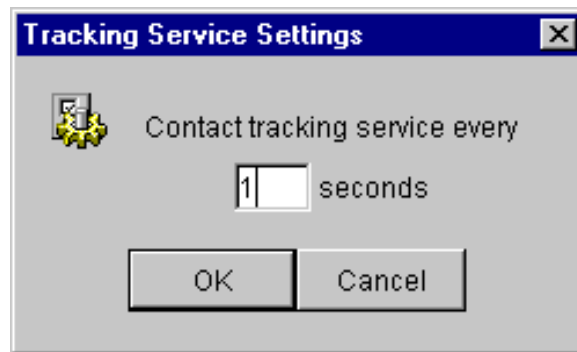 Tracking Service Settings
Contact tracking service every
1 seconds
OK Cancel